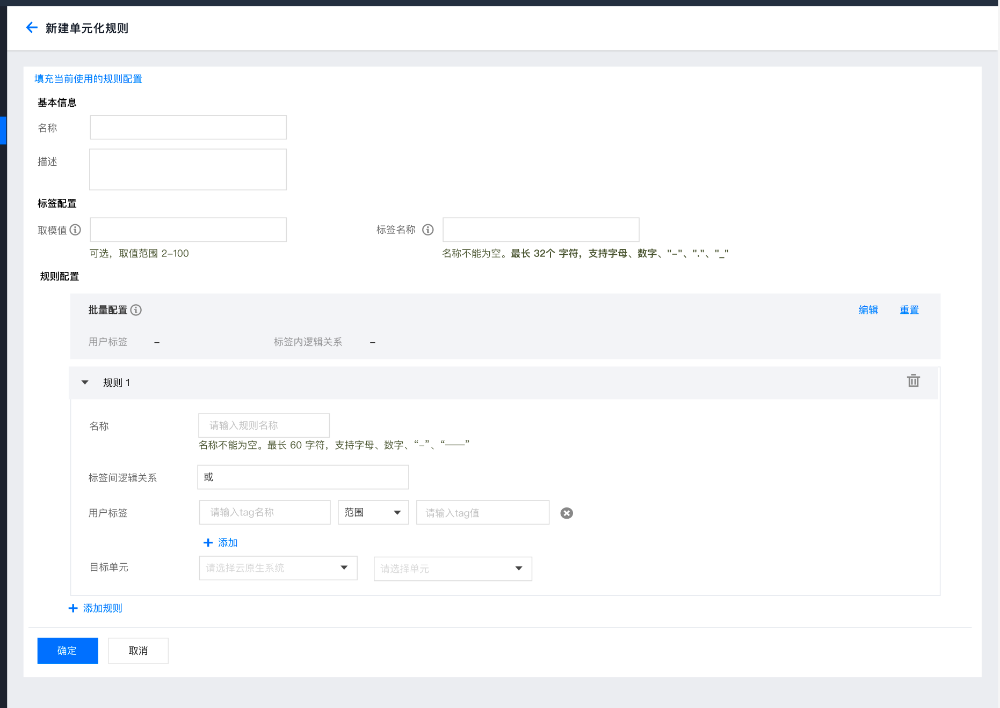 新建单元化规则
填充当前使用的规则配置
基本信息
名称
描述
标签配置
取模值
标签名称
可选，取值范围 2-100
名称不能为空。最长 32个 字符，支持字母、数字、"-"、"."、"_"
规则配置
批量配置
编辑 重置
用户标签 -
标签内逻辑关系 -
规则 1
名称 请输入规则名称
名称不能为空。最长 60 字符，支持字母、数字、“-”、“——”
标签间逻辑关系 或
用户标签 请输入tag名称 范围 请输入tag值
添加
目标单元 请选择云原生系统 请选择单元
添加规则
确定 取消